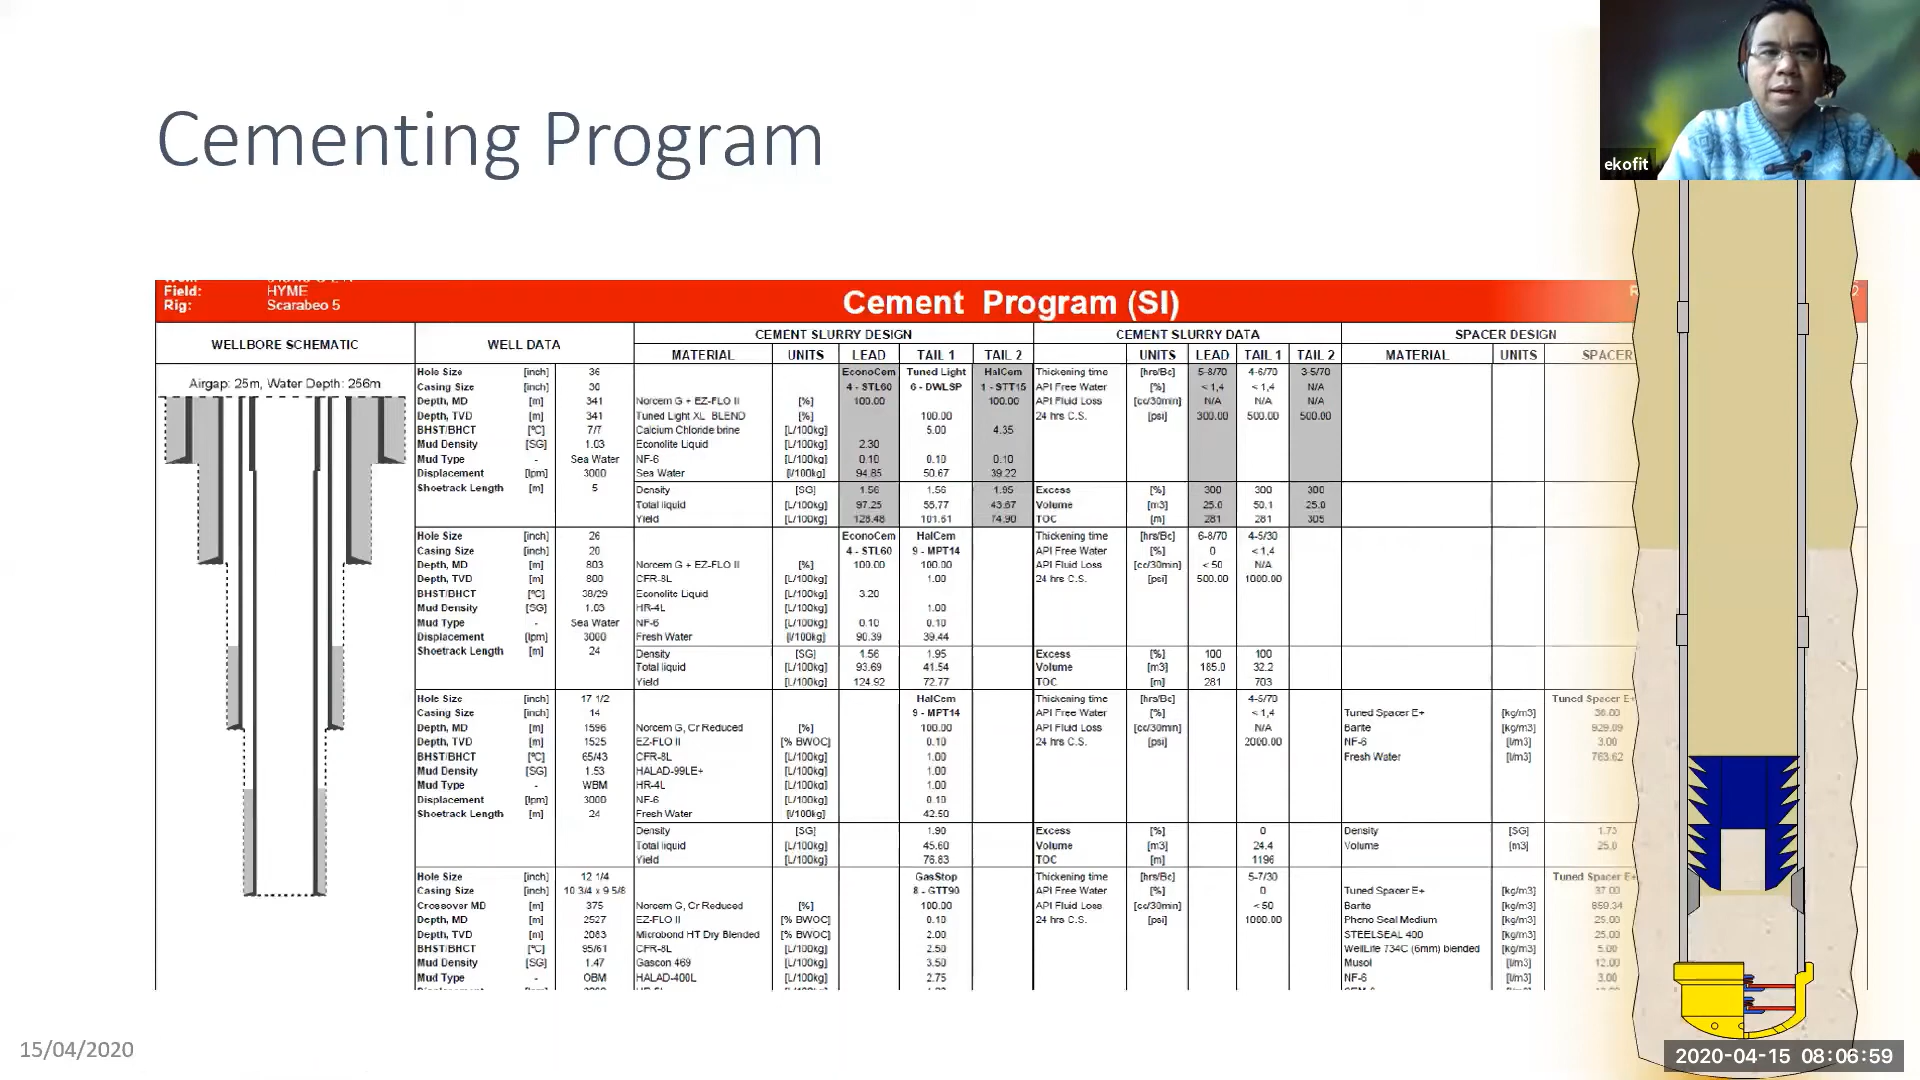 Cementing Program
ekofit
Field: HYME
Rig: Scarabeo 5
Cement Program (SI)
WELLBORE SCHEMATIC WELL DATA CEMENT SLURRY DESIGN CEMENT SLURRY DATA SPACER DESIGN
MATERIAL UNITS LEAD TAIL 1 TAIL 2 UNITS LEAD TAIL 1 TAIL 2 MATERIAL UNITS SPACER
Airgap: 25m, Water Depth: 256m
Hole Size [inch] 36 EconoCem Tuned Light HalCem Thickening time [hrs/Bc] 5-8/70 4-6/70 3-5/70
Casing Size [inch] 30 4 - STL60 6 - DWLSP 1 - STT15 API Free Water [%] < 1,4 < 1,4 N/A
Depth, MD [m] 341 Norcem G + EZ-FLO II [%] 100.00 100.00 API Fluid Loss [cc/30min] N/A N/A N/A
Depth, TVD [m] 341 Tuned Light XL BLEND [%] 100.00 24 hrs C.S. [psi] 300.00 500.00 500.00
BHST/BHCT [°C] 7/7 Calcium Chloride brine [L/100kg] 5.00 4.35
Mud Density [SG] 1.03 Econolite Liquid [L/100kg] 2.30
Mud Type - Sea Water NF-6 [L/100kg] 0.10 0.10 0.10
Displacement [lpm] 3000 Sea Water [l/100kg] 94.85 50.67 39.22
Shoetrack Length [m] 5 Density [SG] 1.56 1.56 1.95 Excess [%] 300 300 300
Total liquid [L/100kg] 97.25 55.77 43.67 Volume [m3] 25.0 50.1 25.0
Yield [L/100kg] 128.48 101.61 74.90 TOC [m] 281 281 305
Hole Size [inch] 26 EconoCem HalCem Thickening time [hrs/Bc] 6-8/70 4-5/30
Casing Size [inch] 20 4 - STL60 9 - MPT14 API Free Water [%] 0 < 1,4
Depth, MD [m] 803 Norcem G + EZ-FLO II [%] 100.00 100.00 API Fluid Loss [cc/30min] < 50 N/A
Depth, TVD [m] 800 CFR-8L [L/100kg] 1.00 24 hrs C.S. [psi] 500.00 1000.00
BHST/BHCT [°C] 38/29 Econolite Liquid [L/100kg] 3.20
Mud Density [SG] 1.03 HR-4L [L/100kg] 1.00
Mud Type - Sea Water NF-6 [L/100kg] 0.10 0.10
Displacement [lpm] 3000 Fresh Water [l/100kg] 90.39 39.44
Shoetrack Length [m] 24 Density [SG] 1.56 1.95 Excess [%] 100 100
Total liquid [L/100kg] 93.69 41.54 Volume [m3] 185.0 32.2
Yield [L/100kg] 124.92 72.77 TOC [m] 281 703
Hole Size [inch] 17 1/2 HalCem Thickening time [hrs/Bc] 4-5/70 Tuned Spacer E+
Casing Size [inch] 14 9 - MPT14 API Free Water [%] < 1,4 Tuned Spacer E+ [kg/m3] 36.00
Depth, MD [m] 1596 Norcem G, Cr Reduced [%] 100.00 API Fluid Loss [cc/30min] N/A Barite [kg/m3] 929.09
Depth, TVD [m] 1525 EZ-FLO II [% BWOC] 0.10 24 hrs C.S. [psi] 2000.00 NF-6 [l/m3] 3.00
BHST/BHCT [°C] 65/43 CFR-8L [L/100kg] 1.00 Fresh Water [l/m3] 763.62
Mud Density [SG] 1.53 HALAD-99LE+ [L/100kg] 1.00
Mud Type - WBM HR-4L [L/100kg] 1.00
Displacement [lpm] 3000 NF-6 [L/100kg] 0.10
Shoetrack Length [m] 24 Fresh Water [l/100kg] 42.50
Density [SG] 1.90 Excess [%] 0 Density [SG] 1.73
Total liquid [L/100kg] 45.60 Volume [m3] 24.4 Volume [m3] 25.0
Yield [L/100kg] 76.83 TOC [m] 1196
Hole Size [inch] 12 1/4 GasStop Thickening time [hrs/Bc] 5-7/30 Tuned Spacer E+
Casing Size [inch] 10 3/4 x 9 5/8 8 - GTT90 API Free Water [%] 0 Tuned Spacer E+ [kg/m3] 37.00
Crossover MD [m] 375 Norcem G, Cr Reduced [%] 100.00 API Fluid Loss [cc/30min] < 50 Barite [kg/m3] 859.34
Depth, MD [m] 2527 EZ-FLO II [% BWOC] 0.10 24 hrs C.S. [psi] 1000.00 Pheno Seal Medium [kg/m3] 25.00
Depth, TVD [m] 2083 Microbond HT Dry Blended [% BWOC] 2.00 STEELSEAL 400 [kg/m3] 25.00
BHST/BHCT [°C] 95/61 CFR-8L [L/100kg] 2.50 WellLife 734C (6mm) blended [kg/m3] 5.00
Mud Density [SG] 1.47 Gascon 469 [L/100kg] 3.50 Musol [l/m3] 12.00
Mud Type - OBM HALAD-400L [L/100kg] 2.75 NF-6 [l/m3] 3.00
15/04/2020
2020-04-15 08:06:59